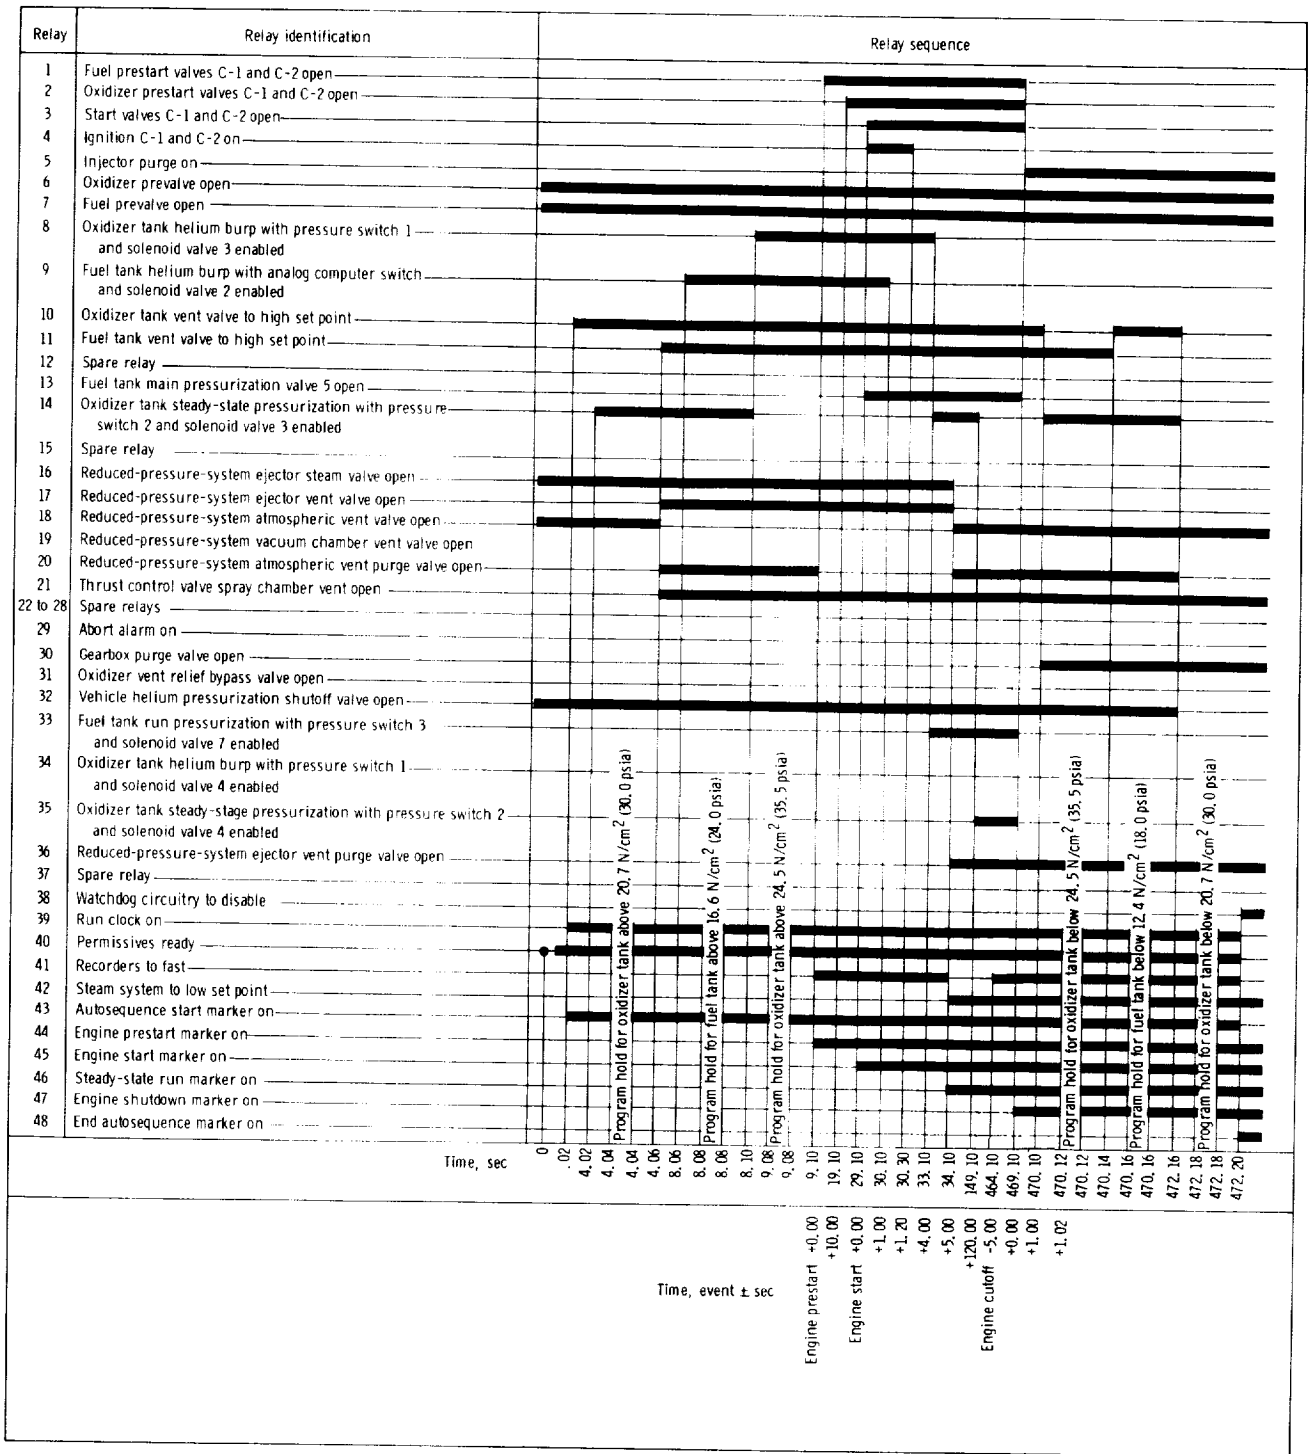 Relay Relay identification Relay sequence
1 Fuel prestart valves C-1 and C-2 open
2 Oxidizer prestart valves C-1 and C-2 open
3 Start valves C-1 and C-2 open
4 Ignition C-1 and C-2 on
5 Injector purge on
6 Oxidizer prevalve open
7 Fuel prevalve open
8 Oxidizer tank helium burp with pressure switch 1
and solenoid valve 3 enabled
9 Fuel tank helium burp with analog computer switch
and solenoid valve 2 enabled
10 Oxidizer tank vent valve to high set point
11 Fuel tank vent valve to high set point
12 Spare relay
13 Fuel tank main pressurization valve 5 open
14 Oxidizer tank steady-state pressurization with pressure
switch 2 and solenoid valve 3 enabled
15 Spare relay
16 Reduced-pressure-system ejector steam valve open
17 Reduced-pressure-system ejector vent valve open
18 Reduced-pressure-system atmospheric vent valve open
19 Reduced-pressure-system vacuum chamber vent valve open
20 Reduced-pressure-system atmospheric vent purge valve open
21 Thrust control valve spray chamber vent open
22 to 28 Spare relays
29 Abort alarm on
30 Gearbox purge valve open
31 Oxidizer vent relief bypass valve open
32 Vehicle helium pressurization shutoff valve open
33 Fuel tank run pressurization with pressure switch 3
and solenoid valve 7 enabled
34 Oxidizer tank helium burp with pressure switch 1
and solenoid valve 4 enabled
35 Oxidizer tank steady-stage pressurization with pressure switch 2
and solenoid valve 4 enabled
36 Reduced-pressure-system ejector vent purge valve open
37 Spare relay
38 Watchdog circuitry to disable
39 Run clock on
40 Permissives ready
41 Recorders to fast
42 Steam system to low set point
43 Autosequence start marker on
44 Engine prestart marker on
45 Engine start marker on
46 Steady-state run marker on
47 Engine shutdown marker on
48 End autosequence marker on
Program hold for oxidizer tank above 20.7 N/cm2 (30.0 psia)
Program hold for fuel tank above 16.6 N/cm2 (24.0 psia)
Program hold for oxidizer tank above 24.5 N/cm2 (35.5 psia)
Program hold for oxidizer tank below 24.5 N/cm2 (35.5 psia)
Program hold for fuel tank below 12.4 N/cm2 (18.0 psia)
Program hold for oxidizer tank below 20.7 N/cm2 (30.0 psia)
Time, sec
0
.02
4.02
4.04
4.04
4.06
8.06
8.08
8.08
8.10
9.08
9.08
9.10
19.10
29.10
30.10
30.30
33.10
34.10
149.10
464.10
469.10
470.10
470.12
470.12
470.14
470.16
470.16
472.16
472.18
472.18
472.20
Time, event ± sec
Engine prestart +0.00
+10.00
Engine start +0.00
+1.00
+1.20
+4.00
+5.00
+120.00
Engine cutoff -5.00
+0.00
+1.00
+1.02